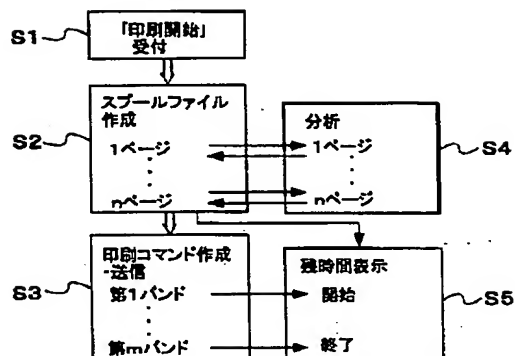 S1
「印刷開始」
受付
S2
スプールファイル
作成
1ページ
nページ
分析
1ページ
nページ
S4
S3
印刷コマンド作成
・送信
第1バンド
第mバンド
残時間表示
開始
終了
S5